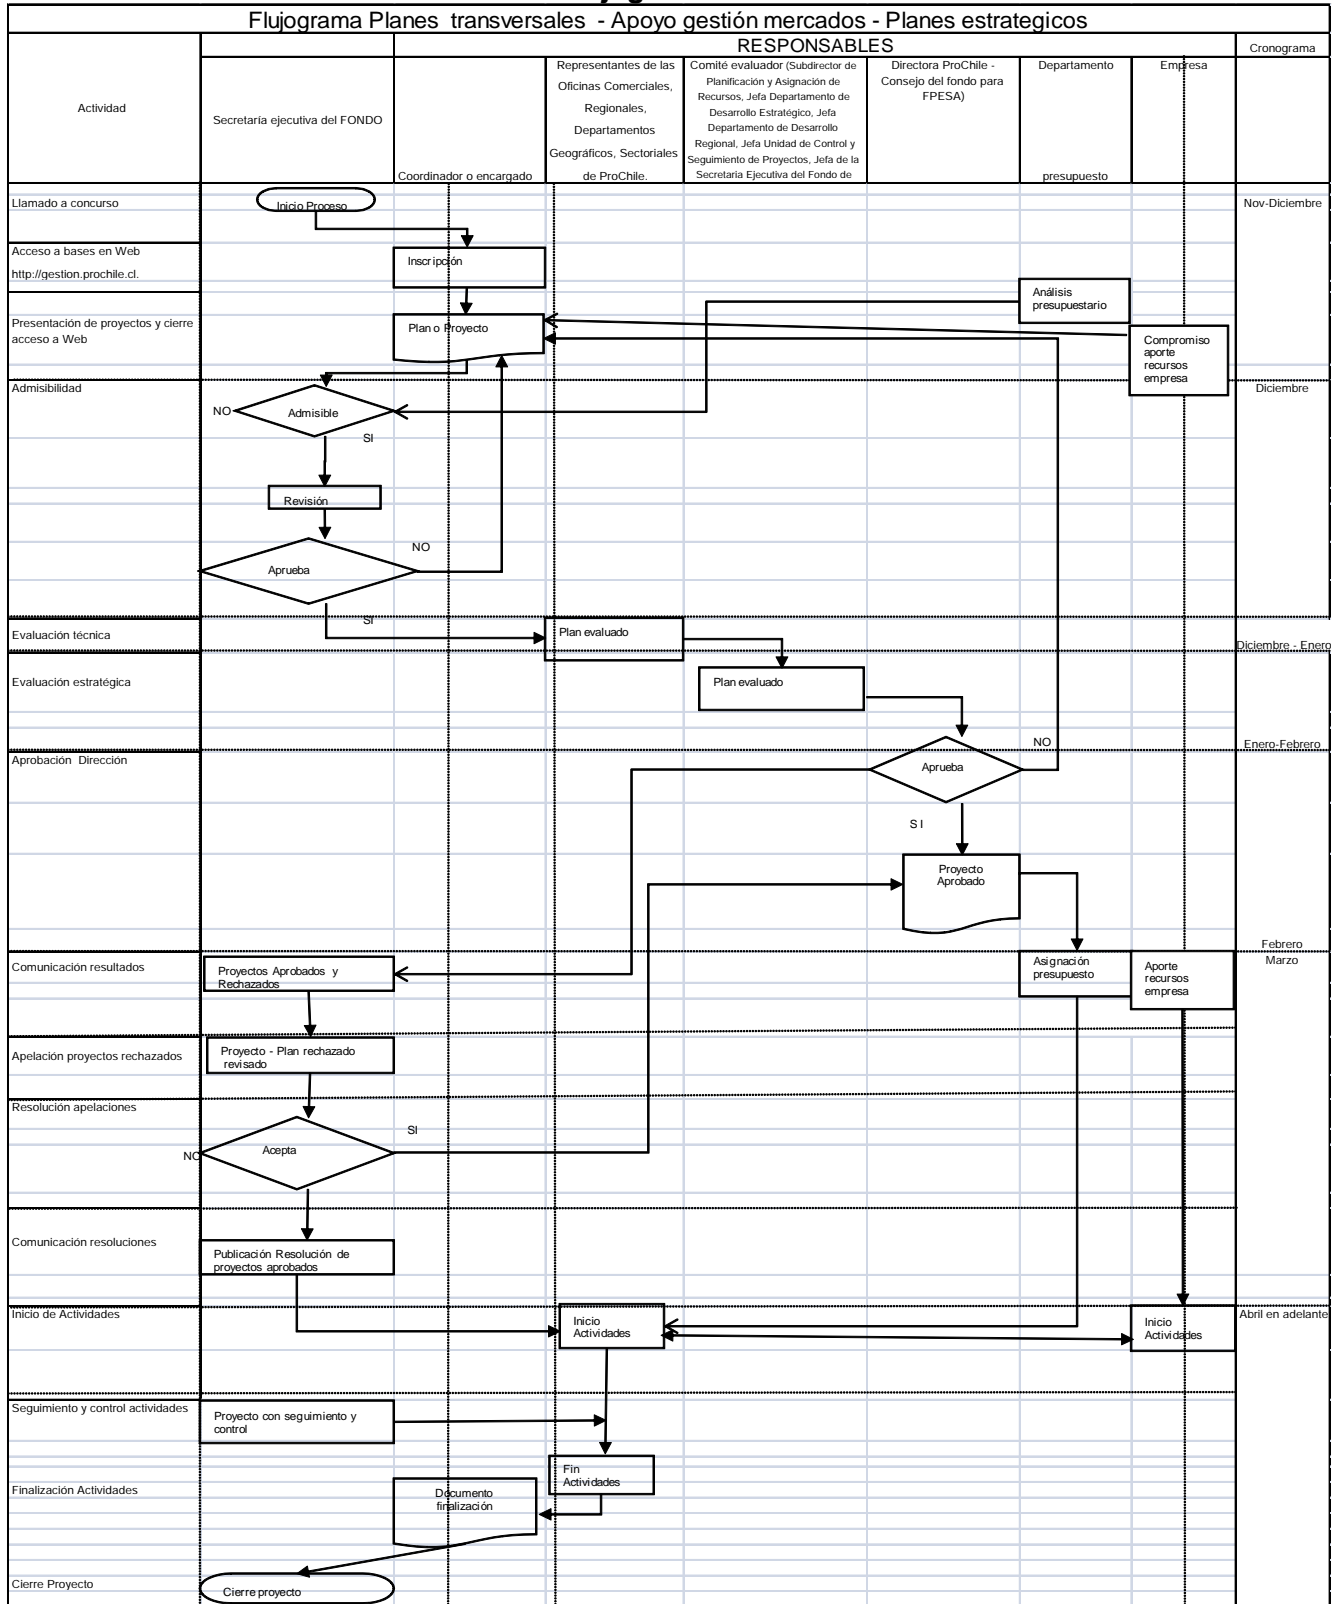 Flujograma Planes transversales - Apoyo gestión mercados - Planes estrategicos
RESPONSABLES
Cronograma
Actividad
Secretaría ejecutiva del FONDO
Coordinador o encargado
Representantes de las
Oficinas Comerciales,
Regionales,
Departamentos
Geográficos, Sectoriales
de ProChile.
Comité evaluador (Subdirector de
Planificación y Asignación de
Recursos, Jefa Departamento de
Desarrollo Estratégico, Jefa
Departamento de Desarrollo
Regional, Jefa Unidad de Control y
Seguimiento de Proyectos, Jefa de la
Secretaria Ejecutiva del Fondo de
Directora ProChile -
Consejo del fondo para
FPESA)
Departamento
presupuesto
Empresa
Llamado a concurso
Inicio Proceso
Nov-Diciembre
Acceso a bases en Web
http://gestion.prochile.cl.
Inscripción
Análisis
presupuestario
Presentación de proyectos y cierre
acceso a Web
Plan o Proyecto
Compromiso
aporte
recursos
empresa
Admisibilidad
Diciembre
NO
Admisible
SI
Revisión
NO
Aprueba
SI
Evaluación técnica
Plan evaluado
Diciembre - Enero
Evaluación estratégica
Plan evaluado
NO
Enero-Febrero
Aprobación Dirección
Aprueba
S I
Proyecto
Aprobado
Febrero
Marzo
Comunicación resultados
Proyectos Aprobados y
Rechazados
Asignación
presupuesto
Aporte
recursos
empresa
Apelación proyectos rechazados
Proyecto - Plan rechazado
revisado
Resolución apelaciones
SI
Acepta
NO
Comunicación resoluciones
Publicación Resolución de
proyectos aprobados
Inicio de Actividades
Inicio
Actividades
Inicio
Actividades
Abril en adelante
Seguimiento y control actividades
Proyecto con seguimiento y
control
Fin
Actividades
Finalización Actividades
Documento
finalización
Cierre Proyecto
Cierre proyecto